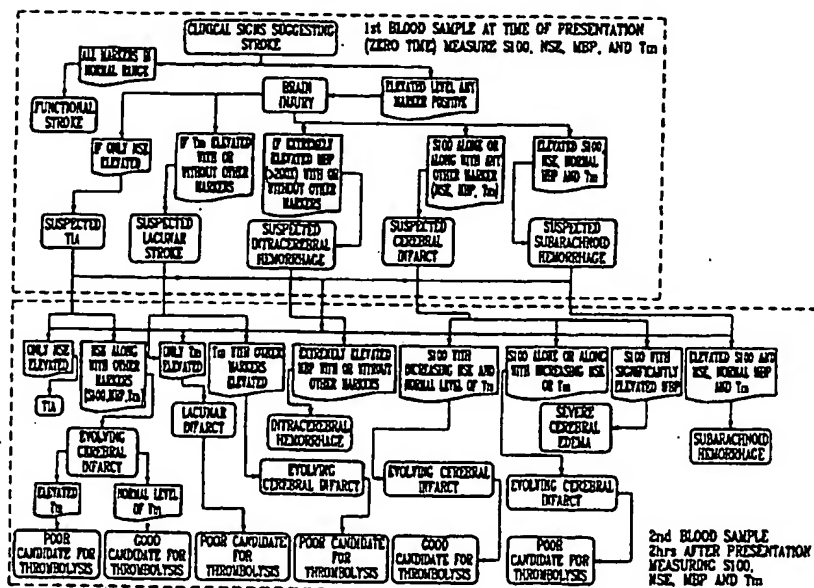 CLINICAL SIGNS SUGGESTING
STROKE
1st BLOOD SAMPLE AT TIME OF PRESENTATION
(ZERO TIME) MEASURE S100, NSE, MBP, AND Tm
ALL MARKERS IN
NORMAL RANGE
FUNCTIONAL
STROKE
BRAIN
INJURY
ELEVATED LEVEL ANY
MARKER POSITIVE
IF ONLY NSE
ELEVATED
IF Tm ELEVATED
WITH OR
WITHOUT OTHER
MARKERS
IF EXTREMELY
ELEVATED MBP
WITH OR
WITHOUT OTHER
MARKERS
S100 ALONE OR
ALONG WITH ANY
OTHER MARKER
(NSE, MBP, Tm)
ELEVATED S100,
NSE, NORMAL
MBP AND Tm
SUSPECTED
TIA
SUSPECTED
LACUNAR
STROKE
SUSPECTED
INTRACEREBRAL
HEMORRHAGE
SUSPECTED
CEREBRAL
INFARCT
SUSPECTED
SUBARACHNOID
HEMORRHAGE
ONLY NSE
ELEVATED
NSE ALONG
WITH OTHER
MARKERS
(S100,MBP,Tm)
ONLY Tm
ELEVATED
Tm WITH OTHER
MARKERS
ELEVATED
EXTREMELY ELEVATED
MBP WITH OR WITHOUT
OTHER MARKERS
S100 WITH
INCREASING NSE AND
NORMAL LEVEL OF Tm
S100 ALONE OR ALONG
WITH INCREASING NSE
OR Tm
S100 WITH
SIGNIFICANTLY
ELEVATED MBP
ELEVATED S100 AND
NSE, NORMAL MBP
AND Tm
TIA
LACUNAR
INFARCT
INTRACEREBRAL
HEMORRHAGE
SEVERE
CEREBRAL
EDEMA
SUBARACHNOID
HEMORRHAGE
EVOLVING
CEREBRAL
INFARCT
EVOLVING
CEREBRAL INFARCT
EVOLVING CEREBRAL
INFARCT
EVOLVING CEREBRAL
INFARCT
ELEVATED
Tm
NORMAL LEVEL
OF Tm
POOR
CANDIDATE FOR
THROMBOLYSIS
GOOD
CANDIDATE FOR
THROMBOLYSIS
POOR CANDIDATE
FOR
THROMBOLYSIS
POOR CANDIDATE
FOR
THROMBOLYSIS
GOOD
CANDIDATE FOR
THROMBOLYSIS
POOR
CANDIDATE FOR
THROMBOLYSIS
2nd BLOOD SAMPLE
2hrs AFTER PRESENTATION
MEASURING S100,
NSE, MBP AND Tm